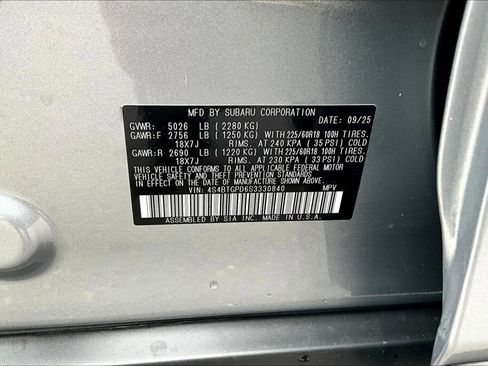 MFD BY SUBARU CORPORATION
DATE: 09/25
GVWR: 5026 LB (2280 KG)
GAWR:F 2756 LB (1250 KG) WITH 225/60R18 100H TIRES,
18X7J RIMS, AT 240 KPA ( 35 PSI) COLD
GAWR:R 2690 LB (1220 KG) WITH 225/60R18 100H TIRES,
18X7J RIMS, AT 230 KPA ( 33 PSI) COLD
THIS VEHICLE CONFORMS TO ALL APPLICABLE FEDERAL MOTOR
VEHICLE SAFETY AND THEFT PREVENTION STANDARDS
IN EFFECT ON THE DATE OF MANUFACTURE SHOWN ABOVE.
VIN: 4S4BTGPD6S3330840 MPV
ASSEMBLED BY SIA INC. MADE IN U.S.A.